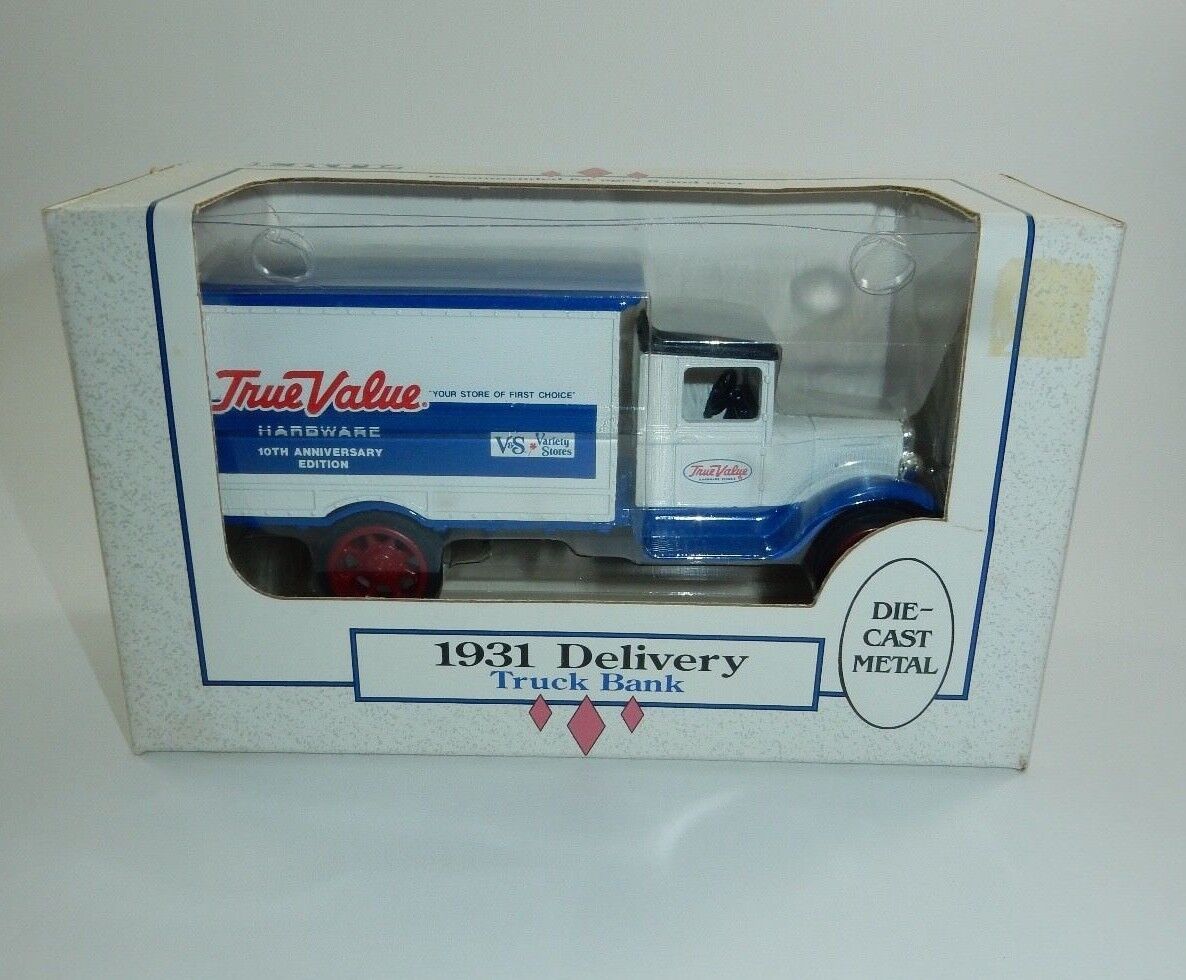 True Value®
"YOUR STORE OF FIRST CHOICE"
HARDWARE
10TH ANNIVERSARY
EDITION
V&S Variety
Stores
True Value
1931 Delivery
Truck Bank
DIE-
CAST
METAL